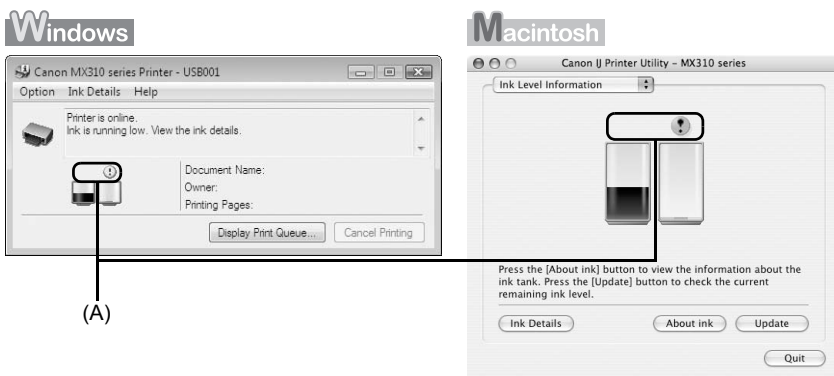 Windows
Canon MX310 series Printer - USB001
Option Ink Details Help
Printer is online.
Ink is running low. View the ink details.
Document Name:
Owner:
Printing Pages:
Display Print Queue...
Cancel Printing
(A)
Macintosh
Canon IJ Printer Utility – MX310 series
Ink Level Information
Press the [About ink] button to view the information about the
ink tank. Press the [Update] button to check the current
remaining ink level.
Ink Details
About ink
Update
Quit